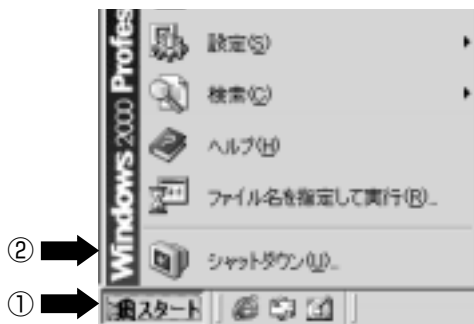 Windows 2000 Profes
設定(S)
検索(C)
ヘルプ(H)
ファイル名を指定して実行(R)...
② シャットダウン(U)...
① スタート